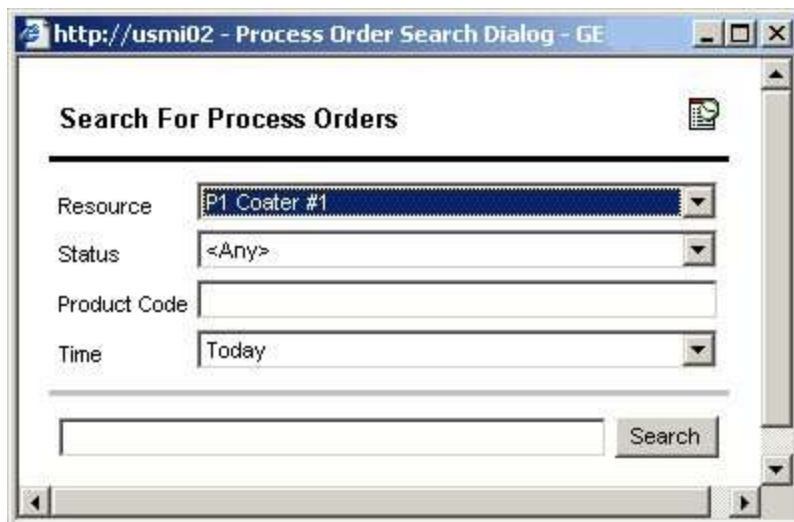 http://usmi02 - Process Order Search Dialog - GE
Search For Process Orders
Resource P1 Coater #1
Status <Any>
Product Code
Time Today
Search